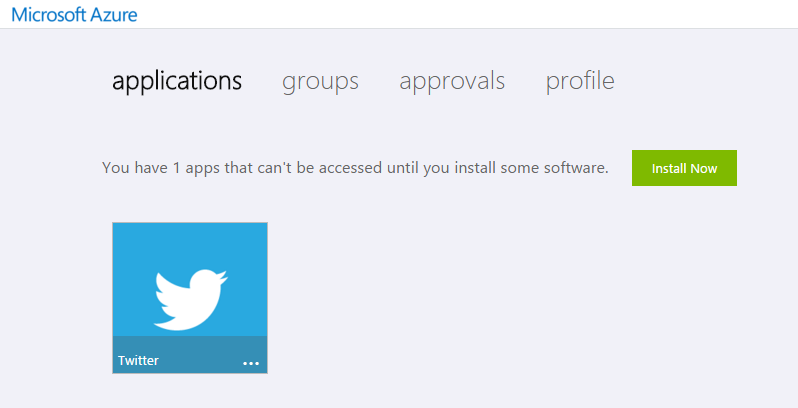 Microsoft Azure
applications groups approvals profile
You have 1 apps that can't be accessed until you install some software. Install Now
Twitter ...